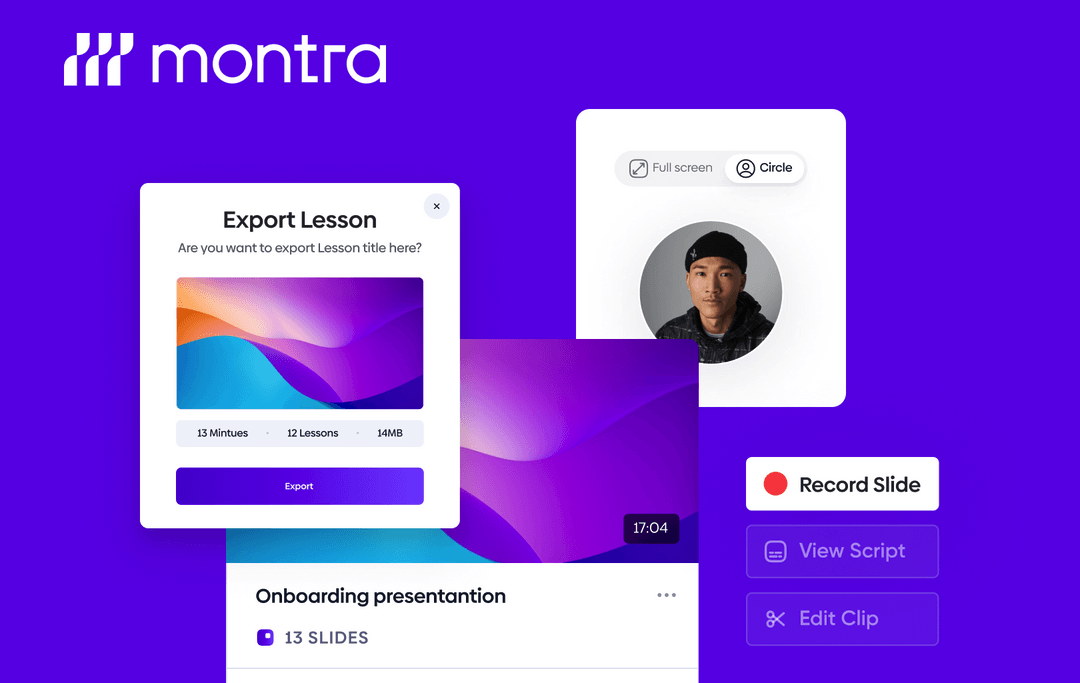 montra
Full screen
Circle
×
Export Lesson
Are you want to export Lesson title here?
13 Mintues · 12 Lessons · 14MB
Export
17:04
Onboarding presentantion
13 SLIDES
Record Slide
View Script
Edit Clip